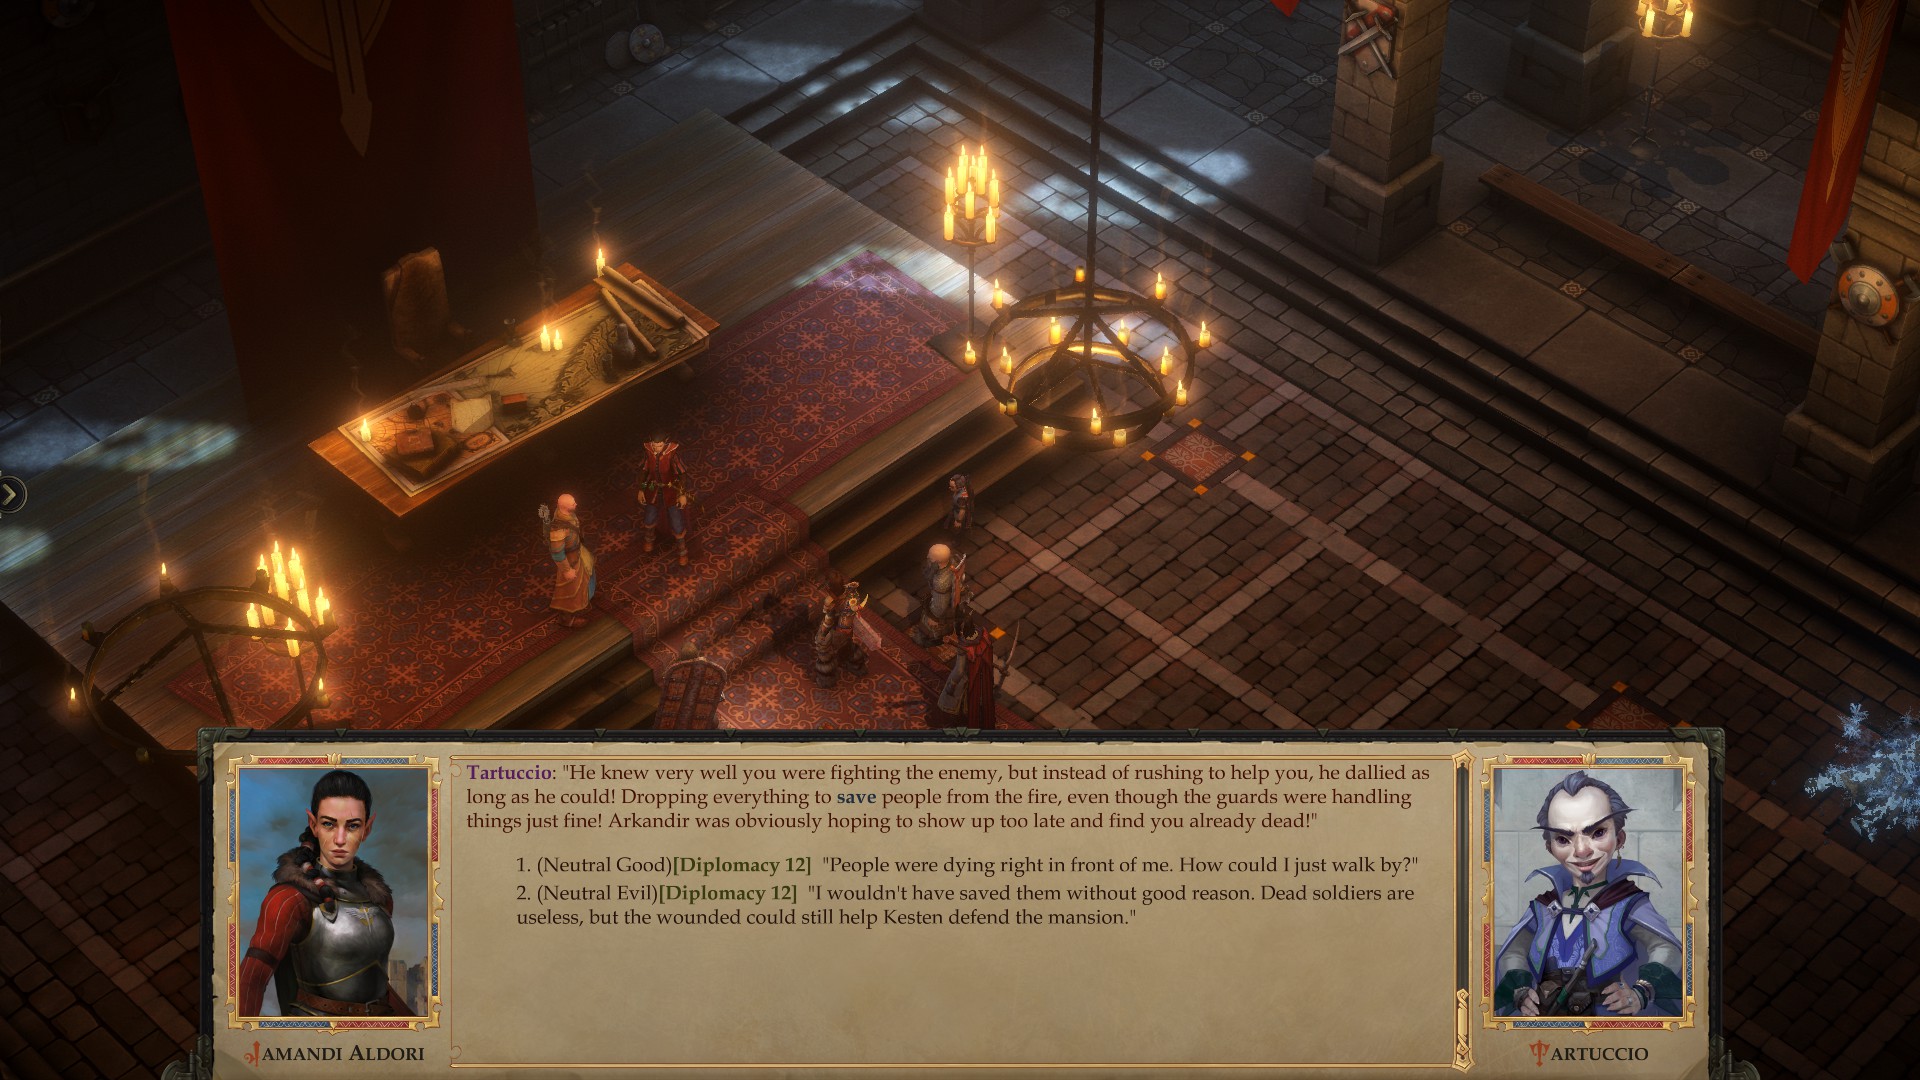 Tartuccio: "He knew very well you were fighting the enemy, but instead of rushing to help you, he dallied as
long as he could! Dropping everything to save people from the fire, even though the guards were handling
things just fine! Arkandir was obviously hoping to show up too late and find you already dead!"
1. (Neutral Good)[Diplomacy 12] "People were dying right in front of me. How could I just walk by?"
2. (Neutral Evil)[Diplomacy 12] "I wouldn't have saved them without good reason. Dead soldiers are
useless, but the wounded could still help Kesten defend the mansion."
JAMANDI ALDORI
TARTUCCIO